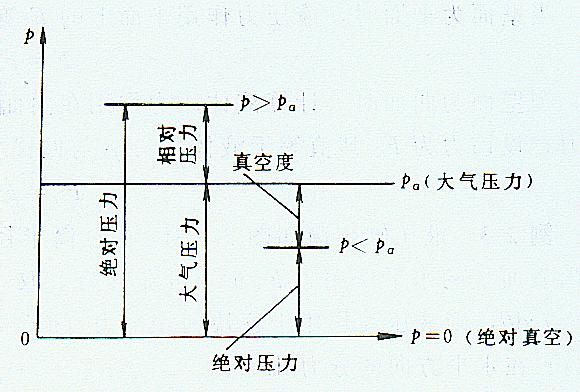 p
p>pₐ
相对压力
真空度
pₐ(大气压力)
绝对压力
大气压力
p<pₐ
0
p=0 (绝对真空)
绝对压力